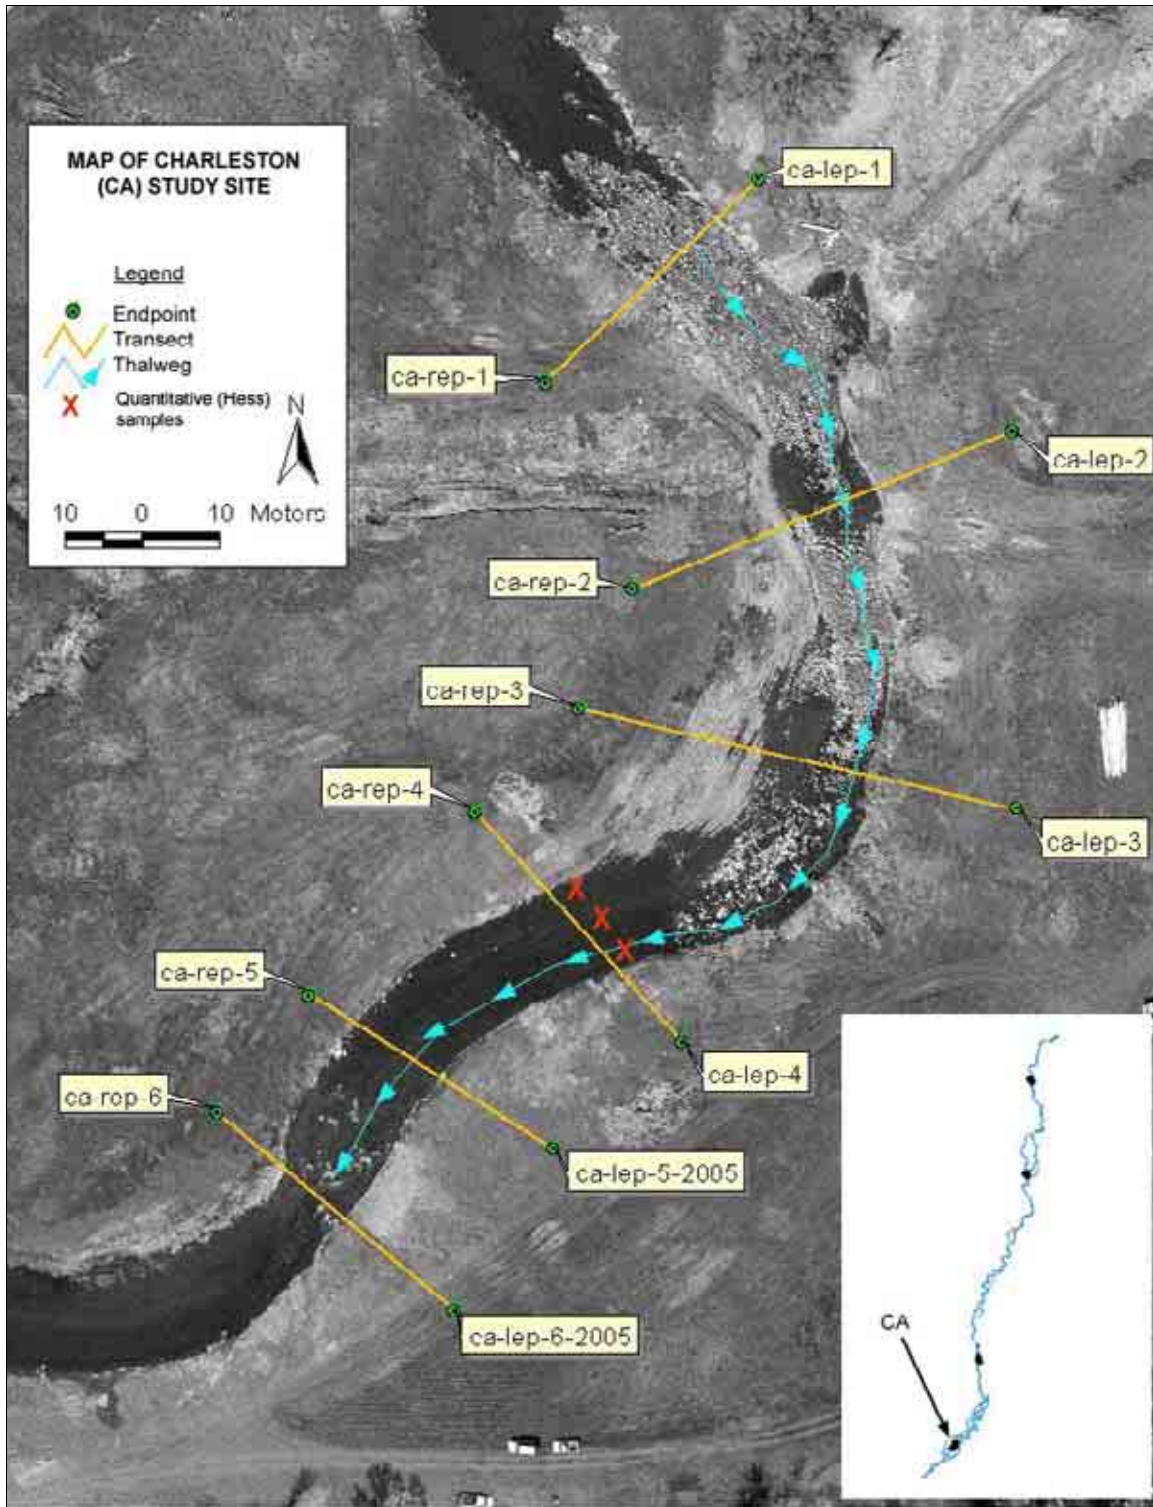 MAP OF CHARLESTON
(CA) STUDY SITE
Legend
Endpoint
Transect
Thalweg
X Quantitative (Hess)
samples
N
10 0 10 Motors
ca-lep-1
ca-rep-1
ca-lep-2
ca-rep-2
ca-rep-3
ca-rep-4
ca-lep-3
ca-rep-5
ca-lep-4
ca-rep-6
ca-lep-5-2005
ca-lep-6-2005
CA
X
X
X